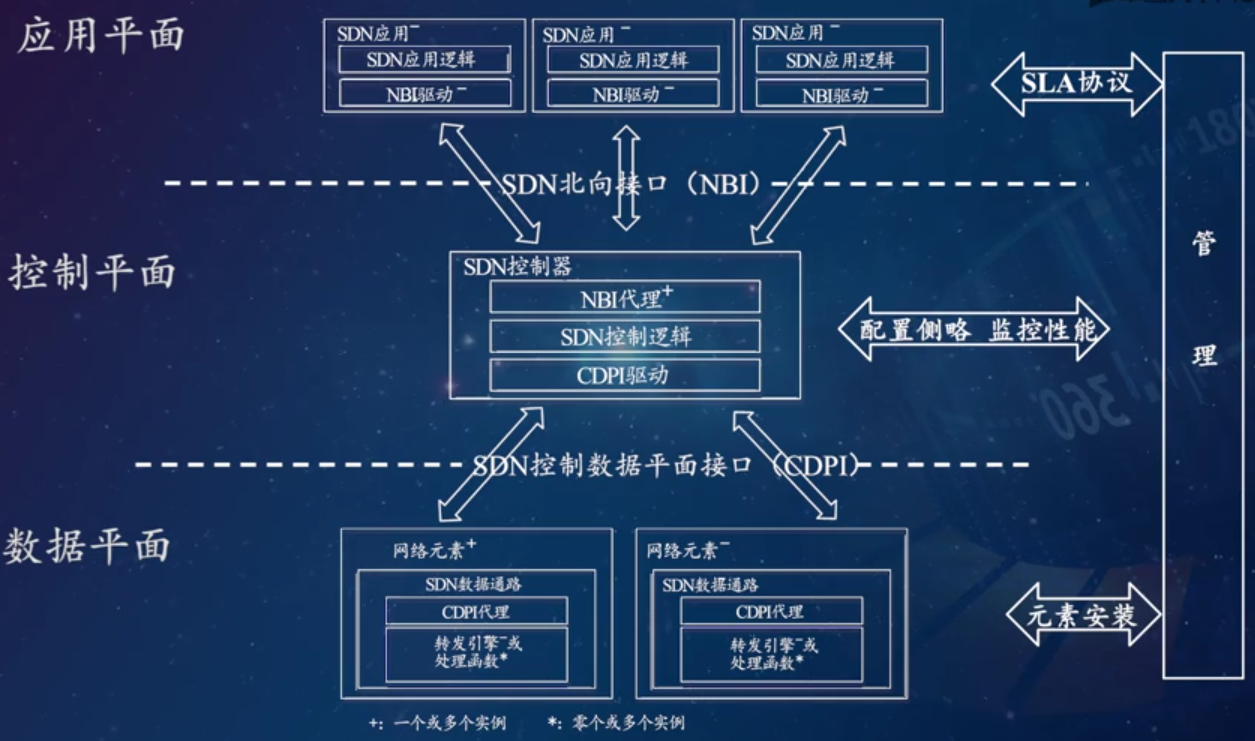 应用平面
SDN应用⁻ SDN应用⁻ SDN应用⁻
SDN应用逻辑 SDN应用逻辑 SDN应用逻辑
NBI驱动⁻ NBI驱动⁻ NBI驱动⁻
SLA协议
SDN北向接口（NBI）
管
理
控制平面
SDN控制器
NBI代理⁺
SDN控制逻辑
CDPI驱动
配置侧略 监控性能
SDN控制数据平面接口（CDPI）
数据平面
网络元素⁺ 网络元素⁻
SDN数据通路 SDN数据通路
CDPI代理 CDPI代理
转发引擎⁻或 转发引擎⁻或
处理函数* 处理函数*
元素安装
+：一个或多个实例 *：零个或多个实例
360°